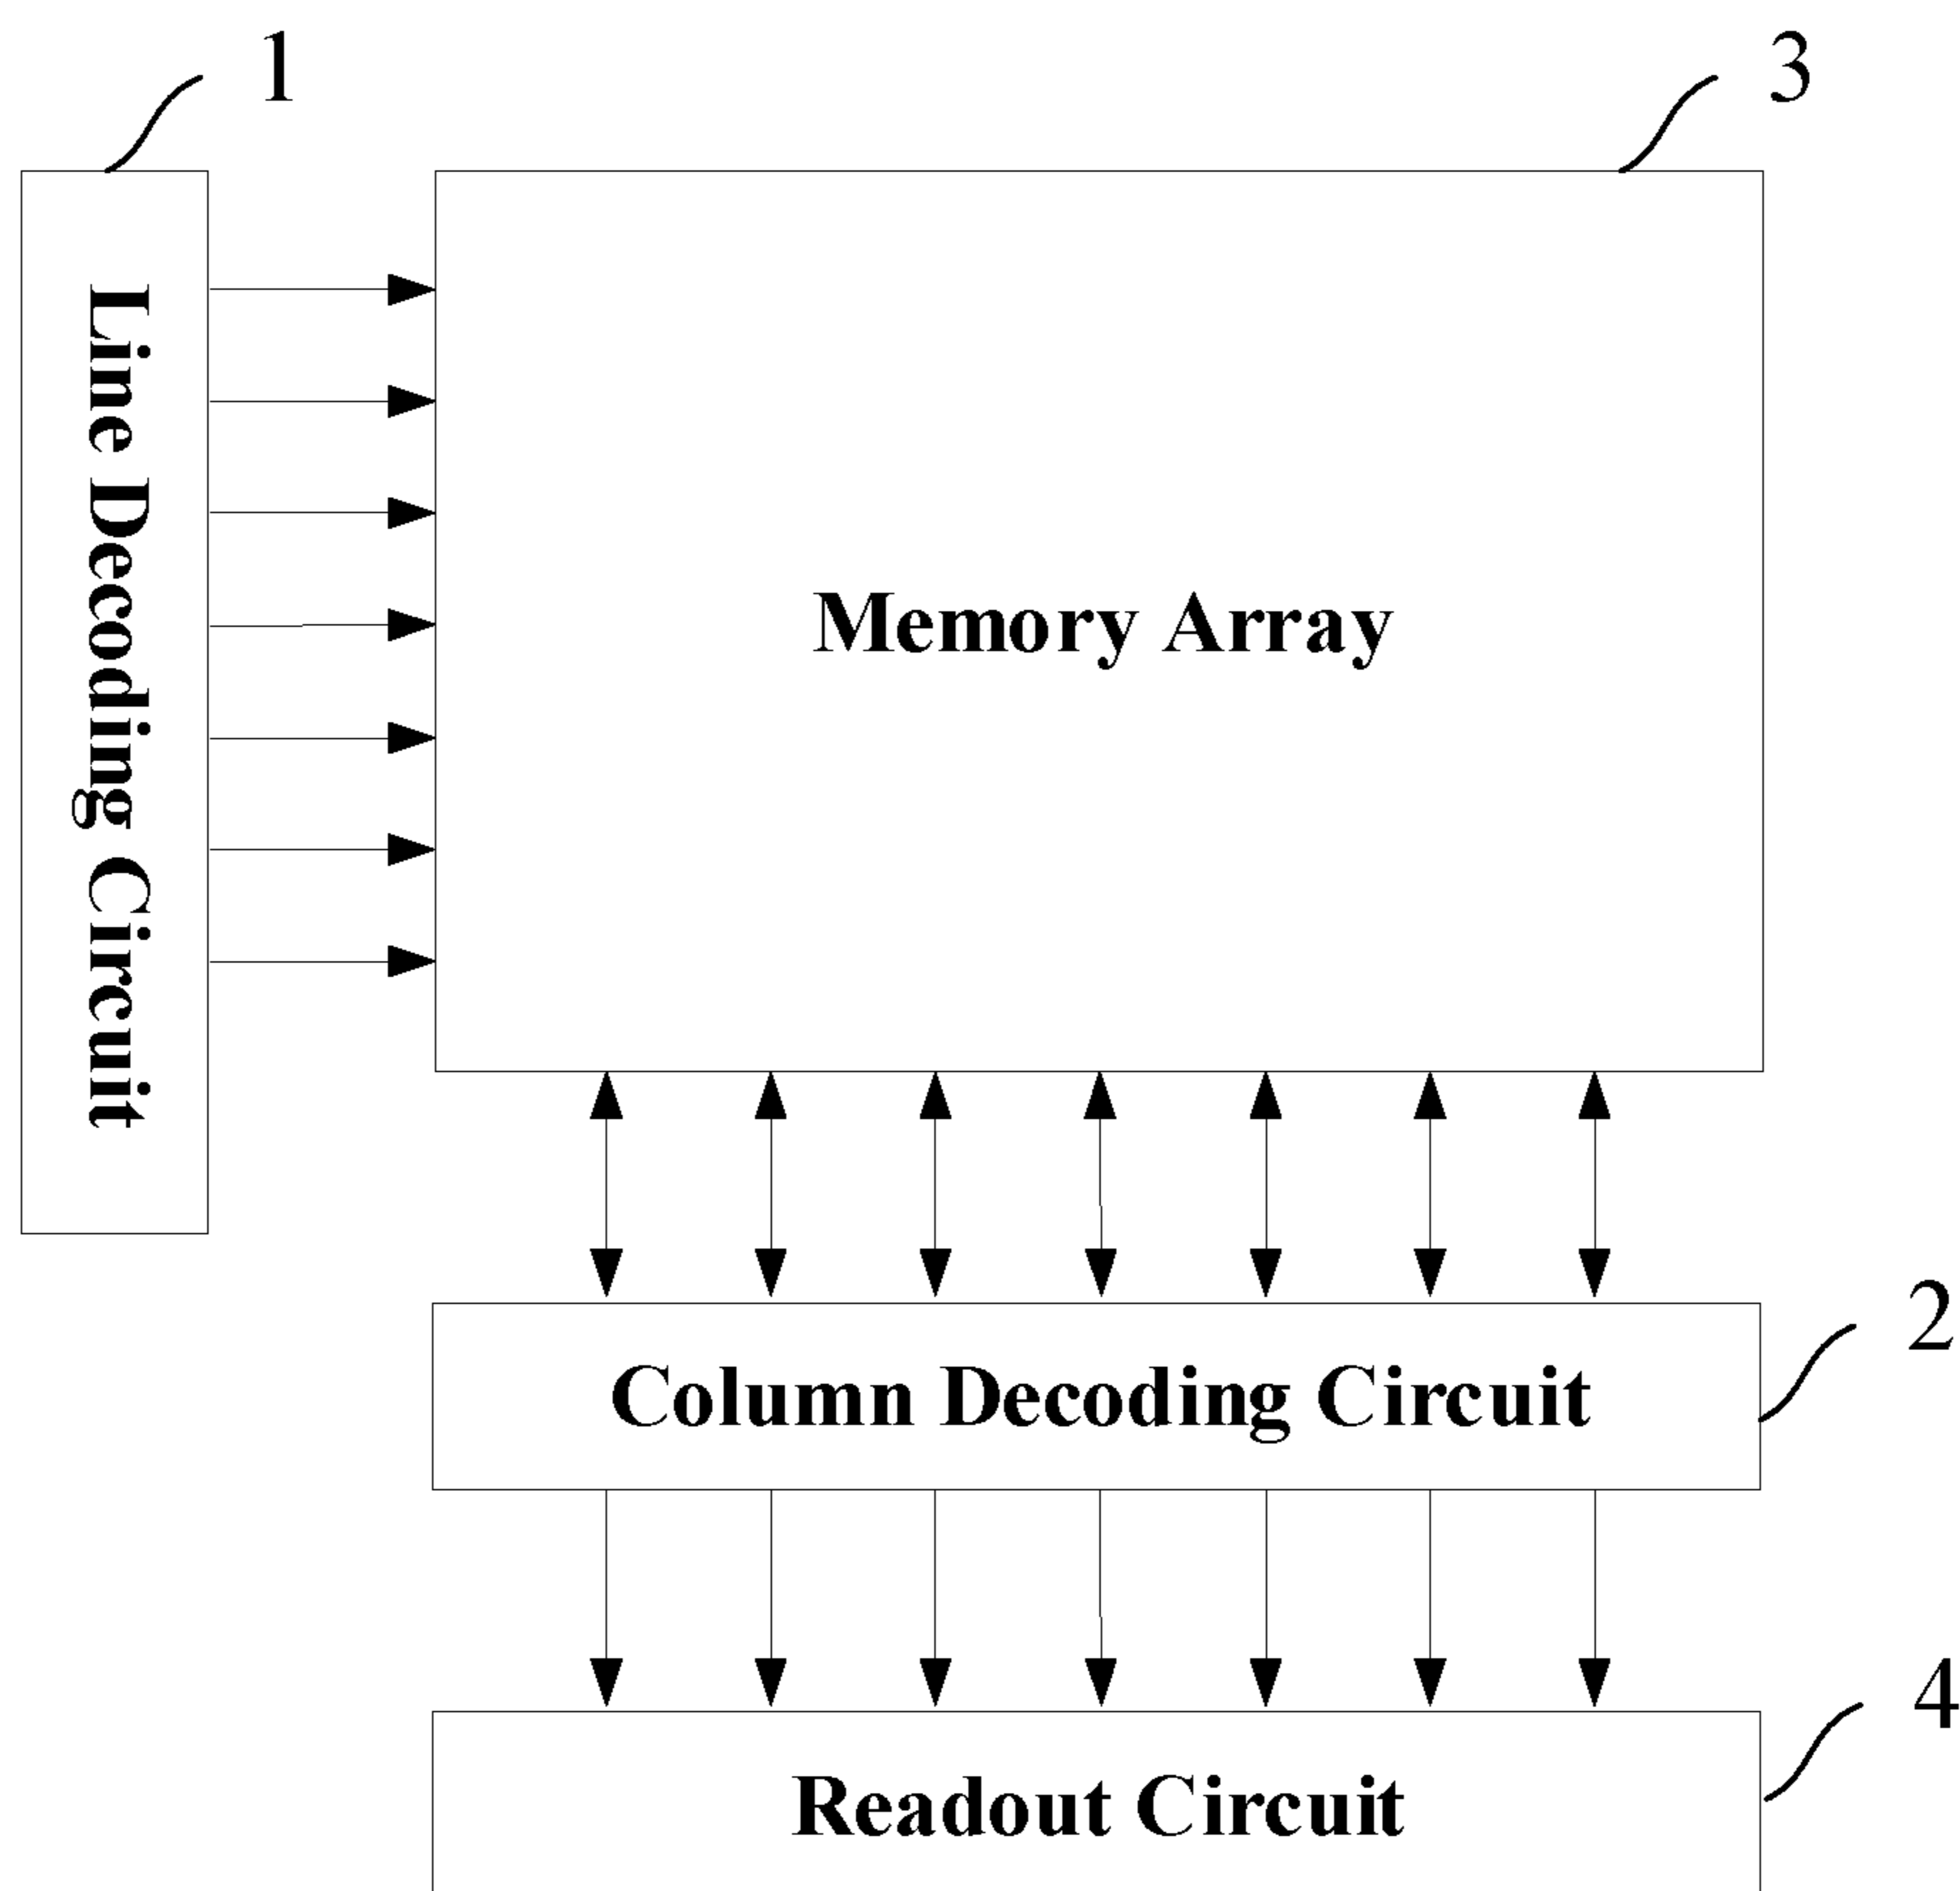 1
3
Line Decoding Circuit
Memory Array
2
Column Decoding Circuit
4
Readout Circuit